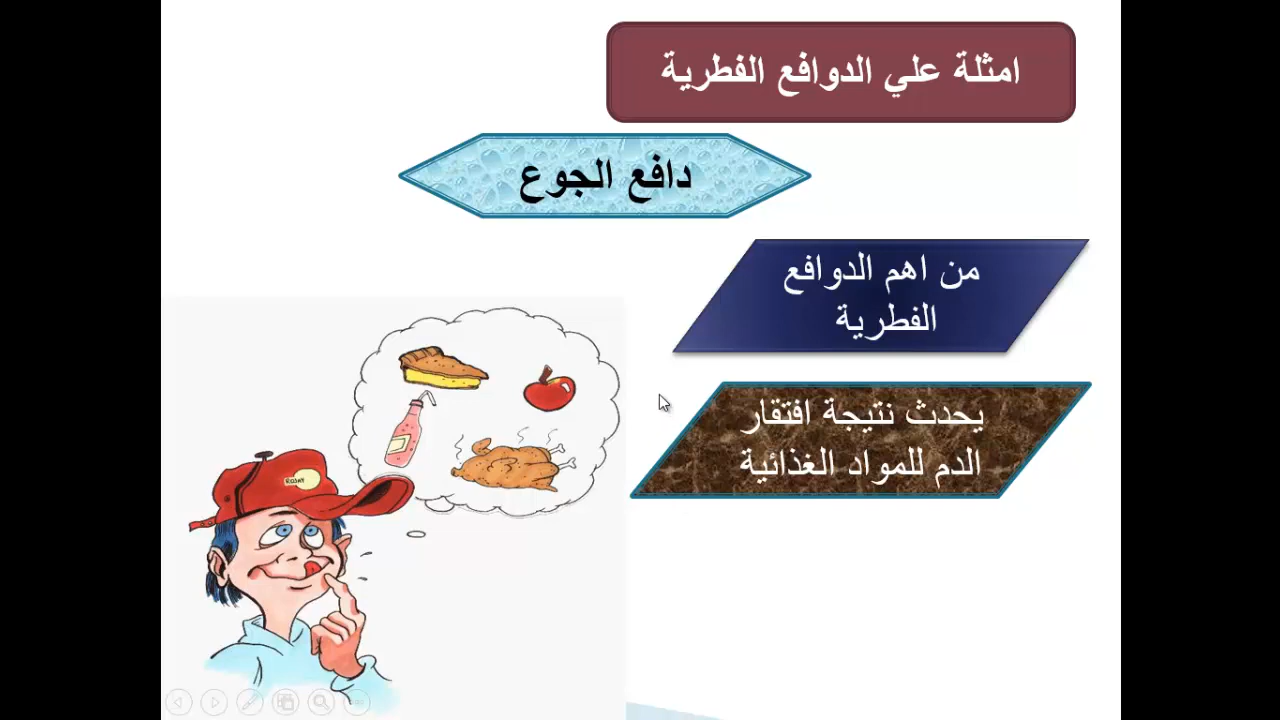 امثلة علي الدوافع الفطرية
دافع الجوع
من اهم الدوافع
الفطرية
يحدث نتيجة افتقار
الدم للمواد الغذائية